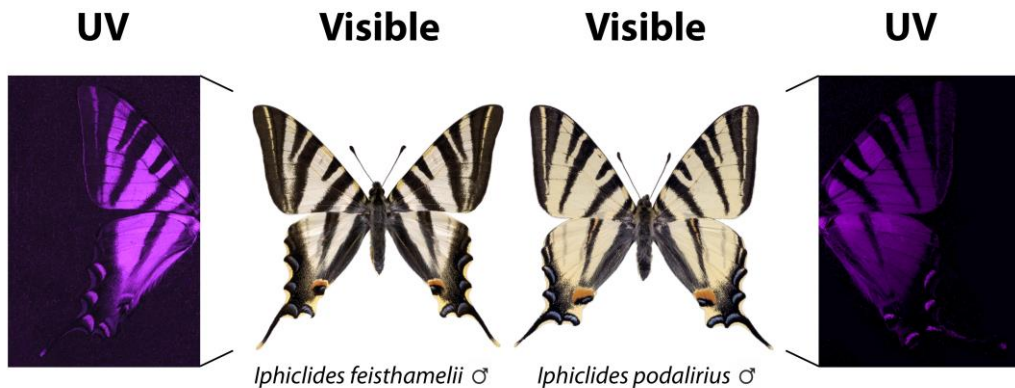 UV
Visible
Visible
UV
Iphiclides feisthamelii ♂
Iphiclides podalirius ♂